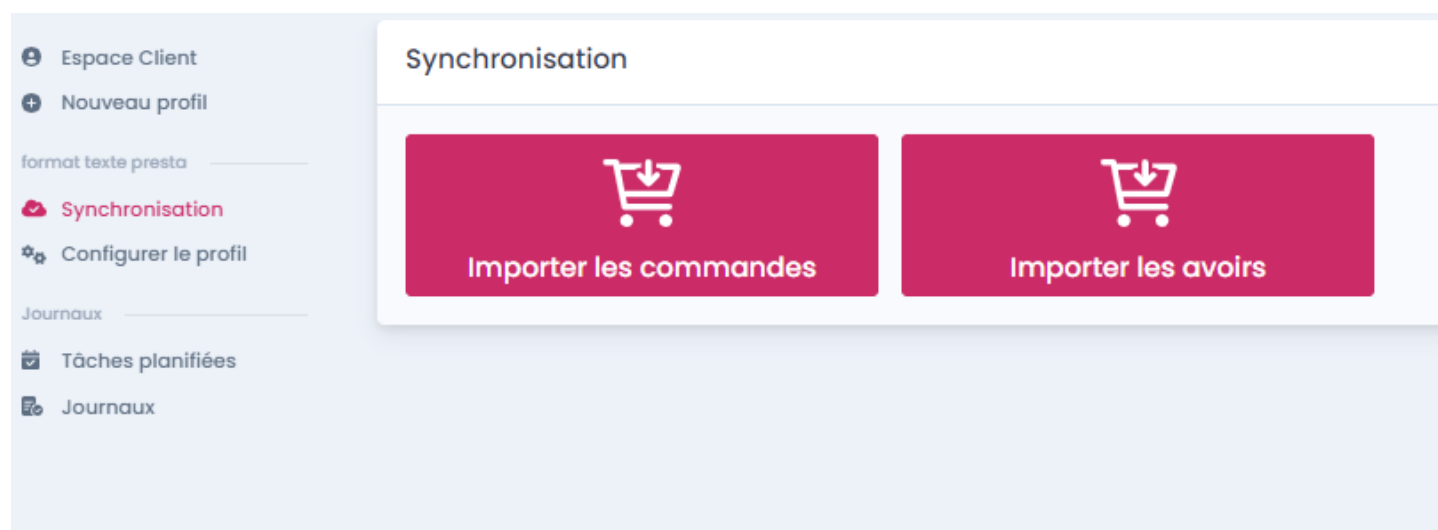 Espace Client
Nouveau profil
format texte presta
Synchronisation
Configurer le profil
Journaux
Tâches planifiées
Journaux
Synchronisation
Importer les commandes
Importer les avoirs